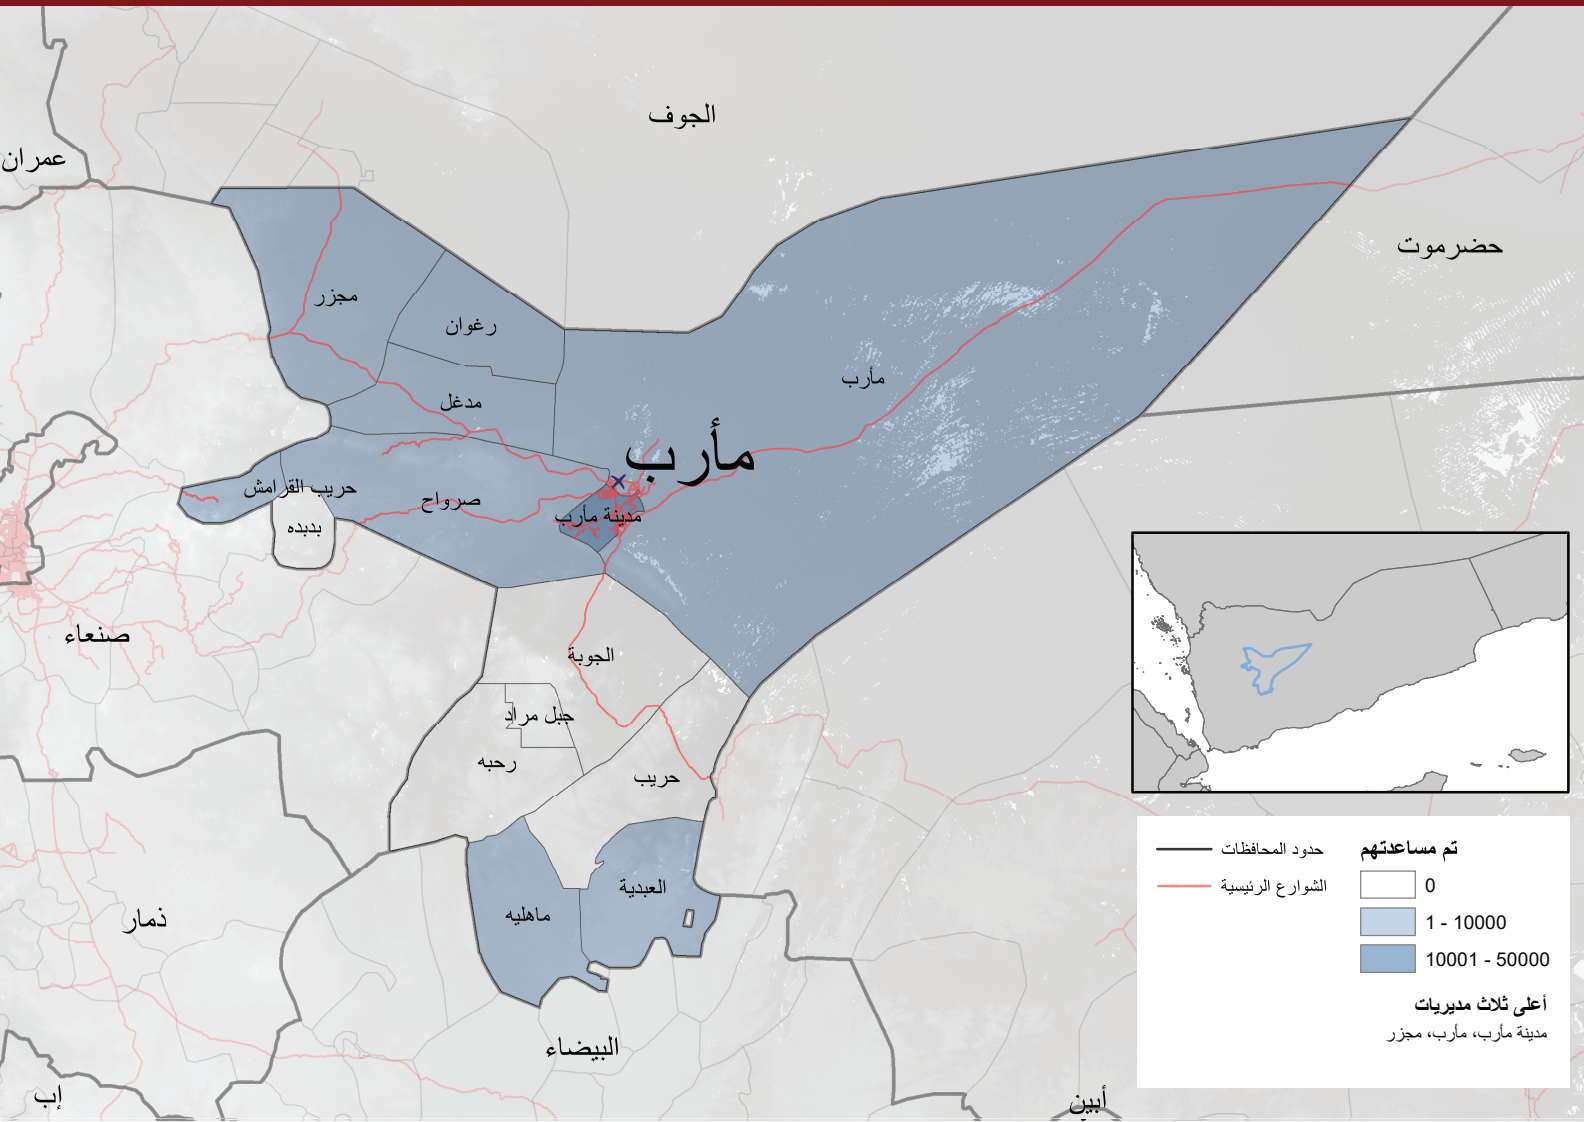 الجوف
عمران
حضرموت
مجزر
رغوان
مأرب
مدغل
مأرب
حريب القرامش
صرواح
مدينة مأرب
بدبده
صنعاء
الجوبة
جبل مراد
رحبه
حريب
العبدية
ماهليه
ذمار
البيضاء
إب
أبين
تم مساعدتهم
حدود المحافظات
0
الشوارع الرئيسية
1 - 10000
10001 - 50000
أعلى ثلاث مديريات
مدينة مأرب، مأرب، مجزر